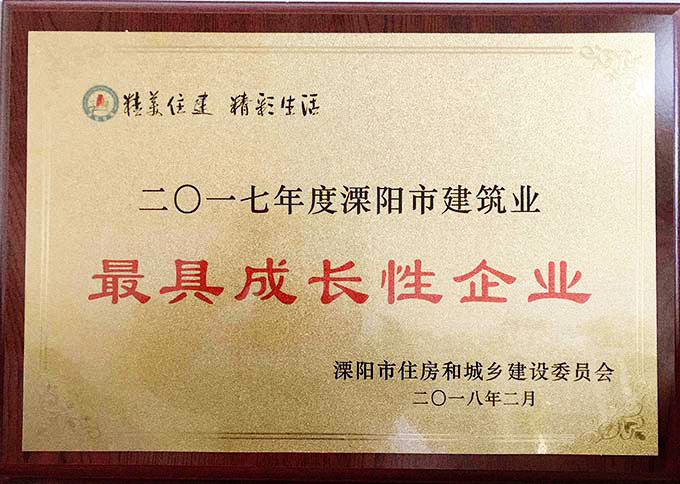 精美住建 精彩生活
二〇一七年度溧阳市建筑业
最具成长性企业
溧阳市住房和城乡建设委员会
二〇一八年二月